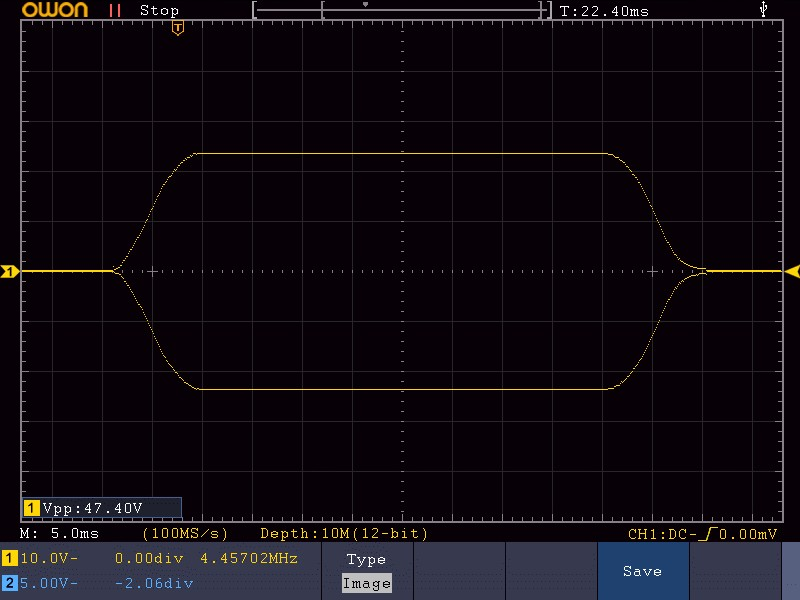 OWON Stop T:22.40ms
T
1
1 Vpp:47.40V
M: 5.0ms (100MS/s) Depth:10M(12-bit) CH1:DC- 0.00mV
1 10.0V- 0.00div 4.45702MHz Type
2 5.00V- -2.06div Image Save